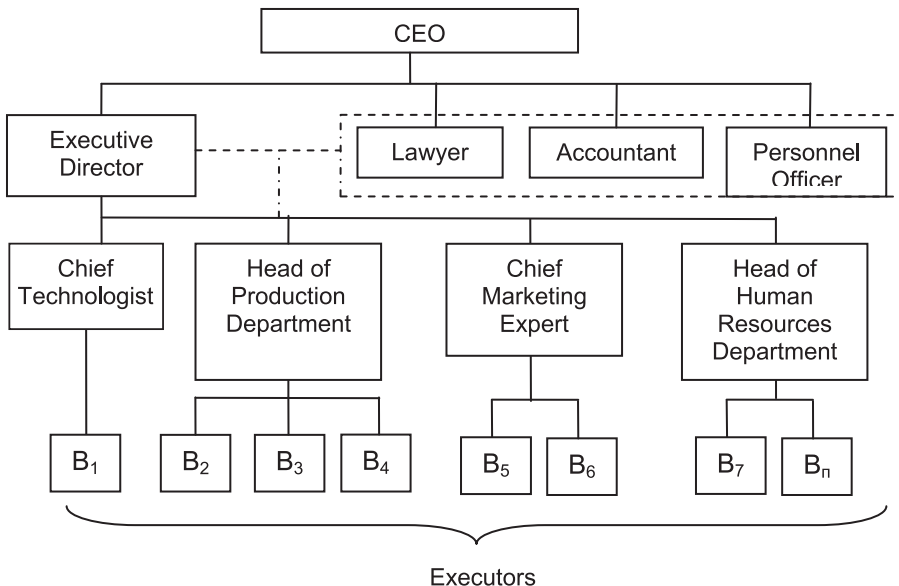 CEO
Executive
Director
Lawyer
Accountant
Personnel
Officer
Chief
Technologist
Head of
Production
Department
Chief
Marketing
Expert
Head of
Human
Resources
Department
B₁
B₂
B₃
B₄
B₅
B₆
B₇
Bп
Executors